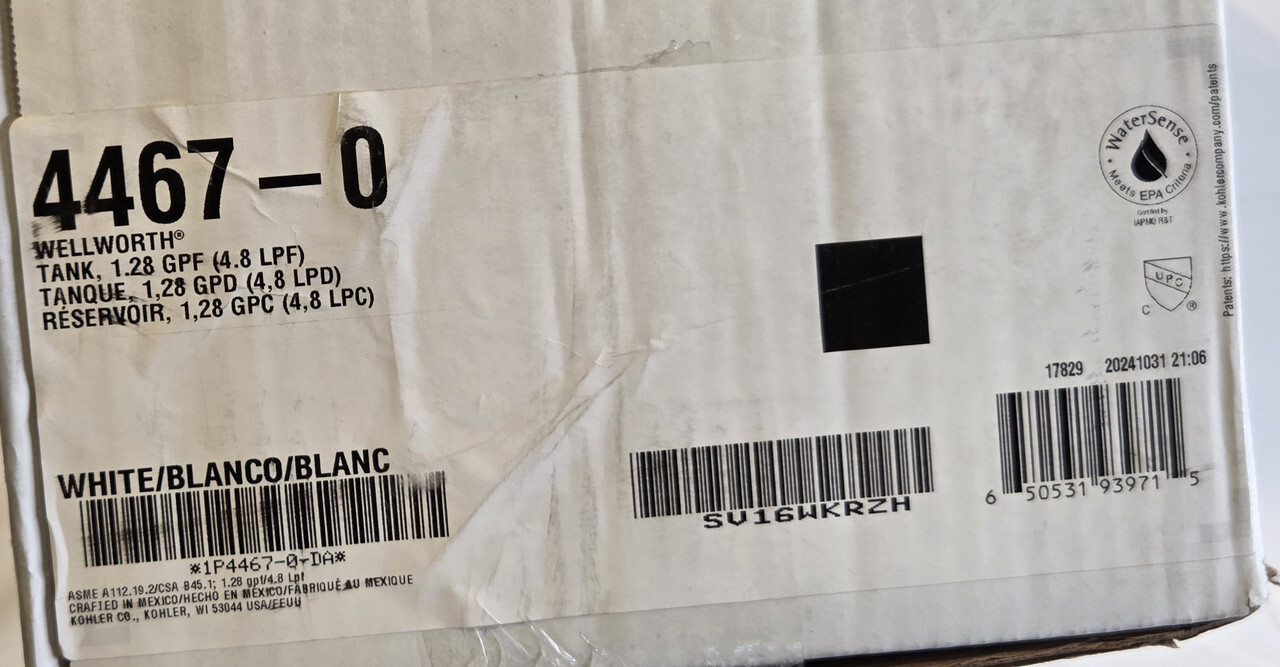 4467-0
WELLWORTH®
TANK, 1.28 GPF (4.8 LPF)
TANQUE, 1,28 GPD (4,8 LPD)
RÉSERVOIR, 1,28 GPC (4,8 LPC)
WHITE/BLANCO/BLANC
*1P4467-0-DA*
ASME A112.19.2/CSA B45.1; 1.28 gpf/4.8 Lpf
CRAFTED IN MEXICO/HECHO EN MÉXICO/FABRIQUÉ AU MEXIQUE
KOHLER CO., KOHLER, WI 53044 USA/EEUU
SV16WKRZH
WaterSense
Meets EPA Criteria
Certified by
IAPMO R&T
UPC
C ®
17829 20241031 21:06
6 50531 93971 5
Patents: https://www.kohlercompany.com/patents